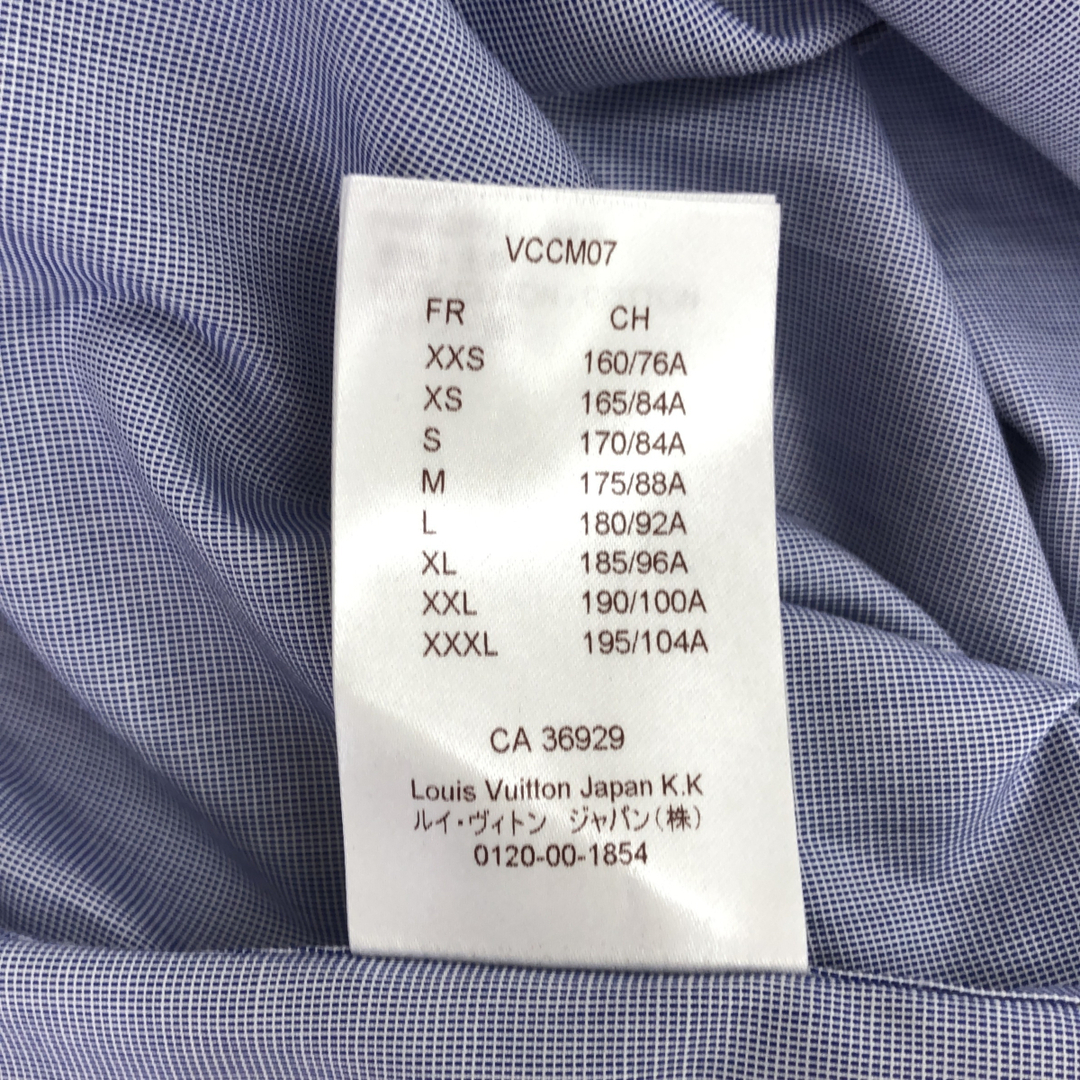 VCCM07
FR CH
XXS 160/76A
XS 165/84A
S 170/84A
M 175/88A
L 180/92A
XL 185/96A
XXL 190/100A
XXXL 195/104A
CA 36929
Louis Vuitton Japan K.K
ルイ・ヴィトン ジャパン(株)
0120-00-1854